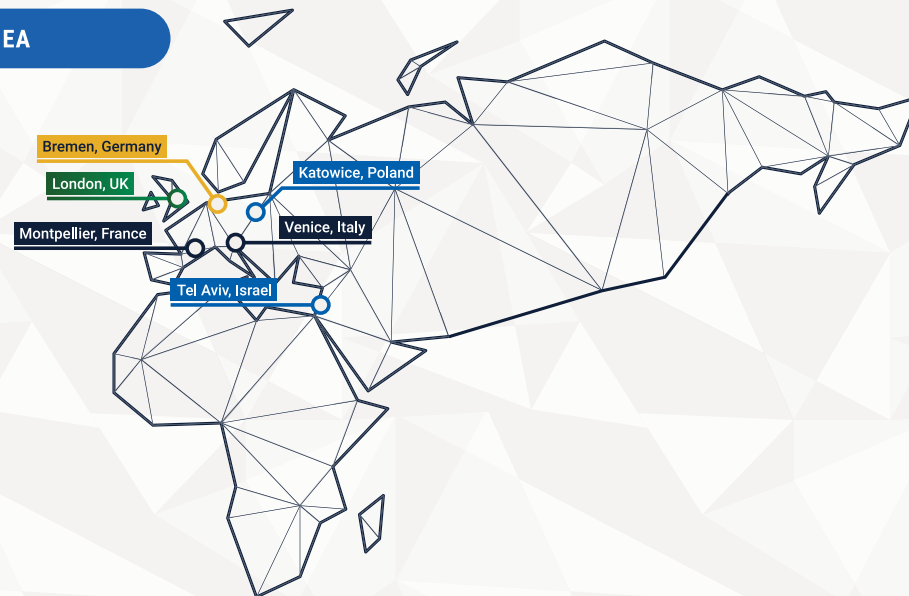 EA
Bremen, Germany
Katowice, Poland
London, UK
Montpellier, France
Venice, Italy
Tel Aviv, Israel